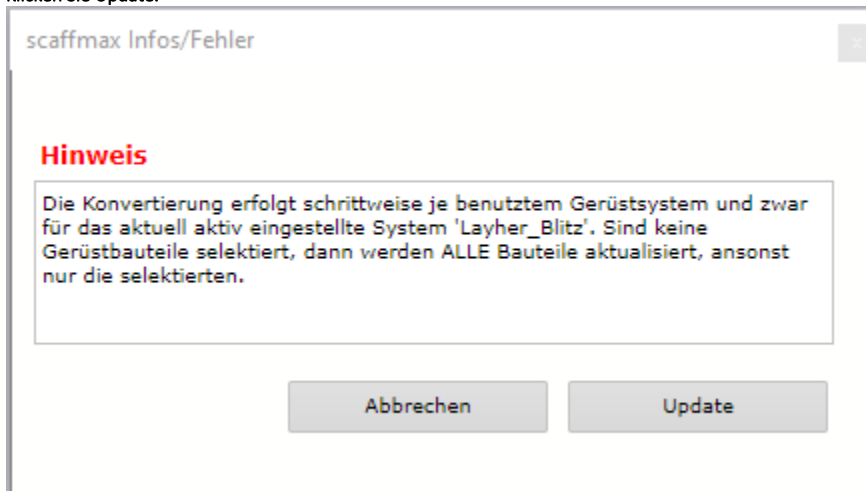 Klicken Sie Update.
scaffmax Infos/Fehler
x
Hinweis
Die Konvertierung erfolgt schrittweise je benutztem Gerüstsystem und zwar
für das aktuell aktiv eingestellte System 'Layher_Blitz'. Sind keine
Gerüstbauteile selektiert, dann werden ALLE Bauteile aktualisiert, ansonst
nur die selektierten.
Abbrechen
Update